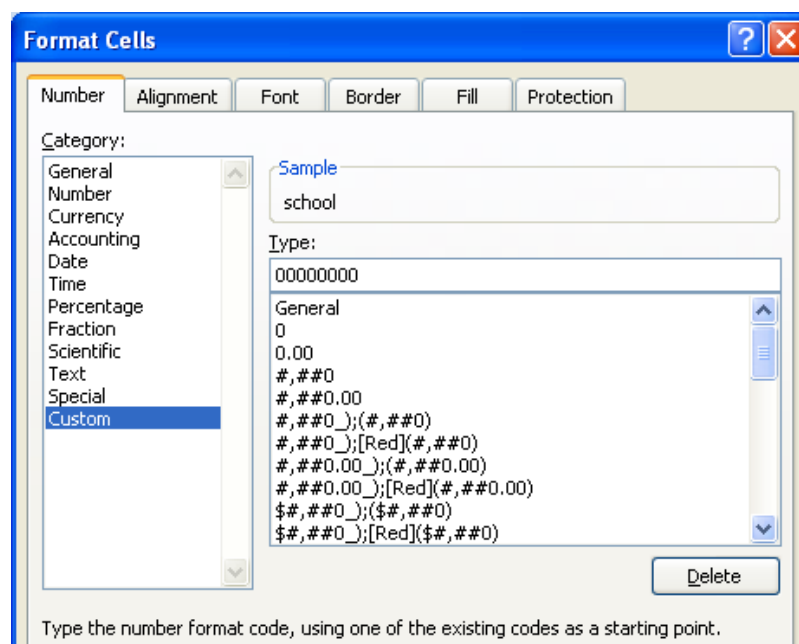 Format Cells
Number Alignment Font Border Fill Protection
Category:
General
Number
Currency
Accounting
Date
Time
Percentage
Fraction
Scientific
Text
Special
Custom
Sample
school
Type:
00000000
General
0
0.00
#,##0
#,##0.00
#,##0_);(#,##0)
#,##0_);[Red](#,##0)
#,##0.00_);(#,##0.00)
#,##0.00_);[Red](#,##0.00)
$#,##0_);($#,##0)
$#,##0_);[Red]($#,##0)
Delete
Type the number format code, using one of the existing codes as a starting point.